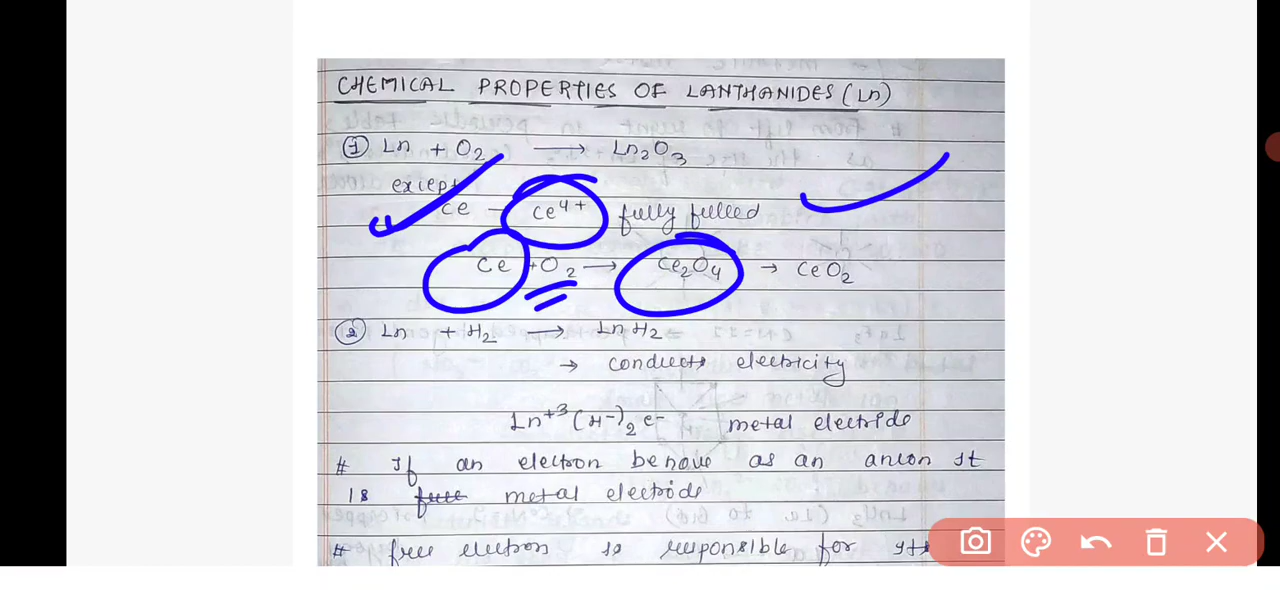 CHEMICAL PROPERTIES OF LANTHANIDES (Ln)
① Ln + O₂ → Ln₂O₃
except
Ce – Ce⁴⁺ fully fulled
Ce + O₂ → Ce₂O₄ → CeO₂
② Ln + H₂ → LnH₂
→ conducts electricity
Ln⁺³(H⁻)₂ e⁻ metal electride
# If an electron behave as an anion It
is metal electrode
# free electron is responsible for